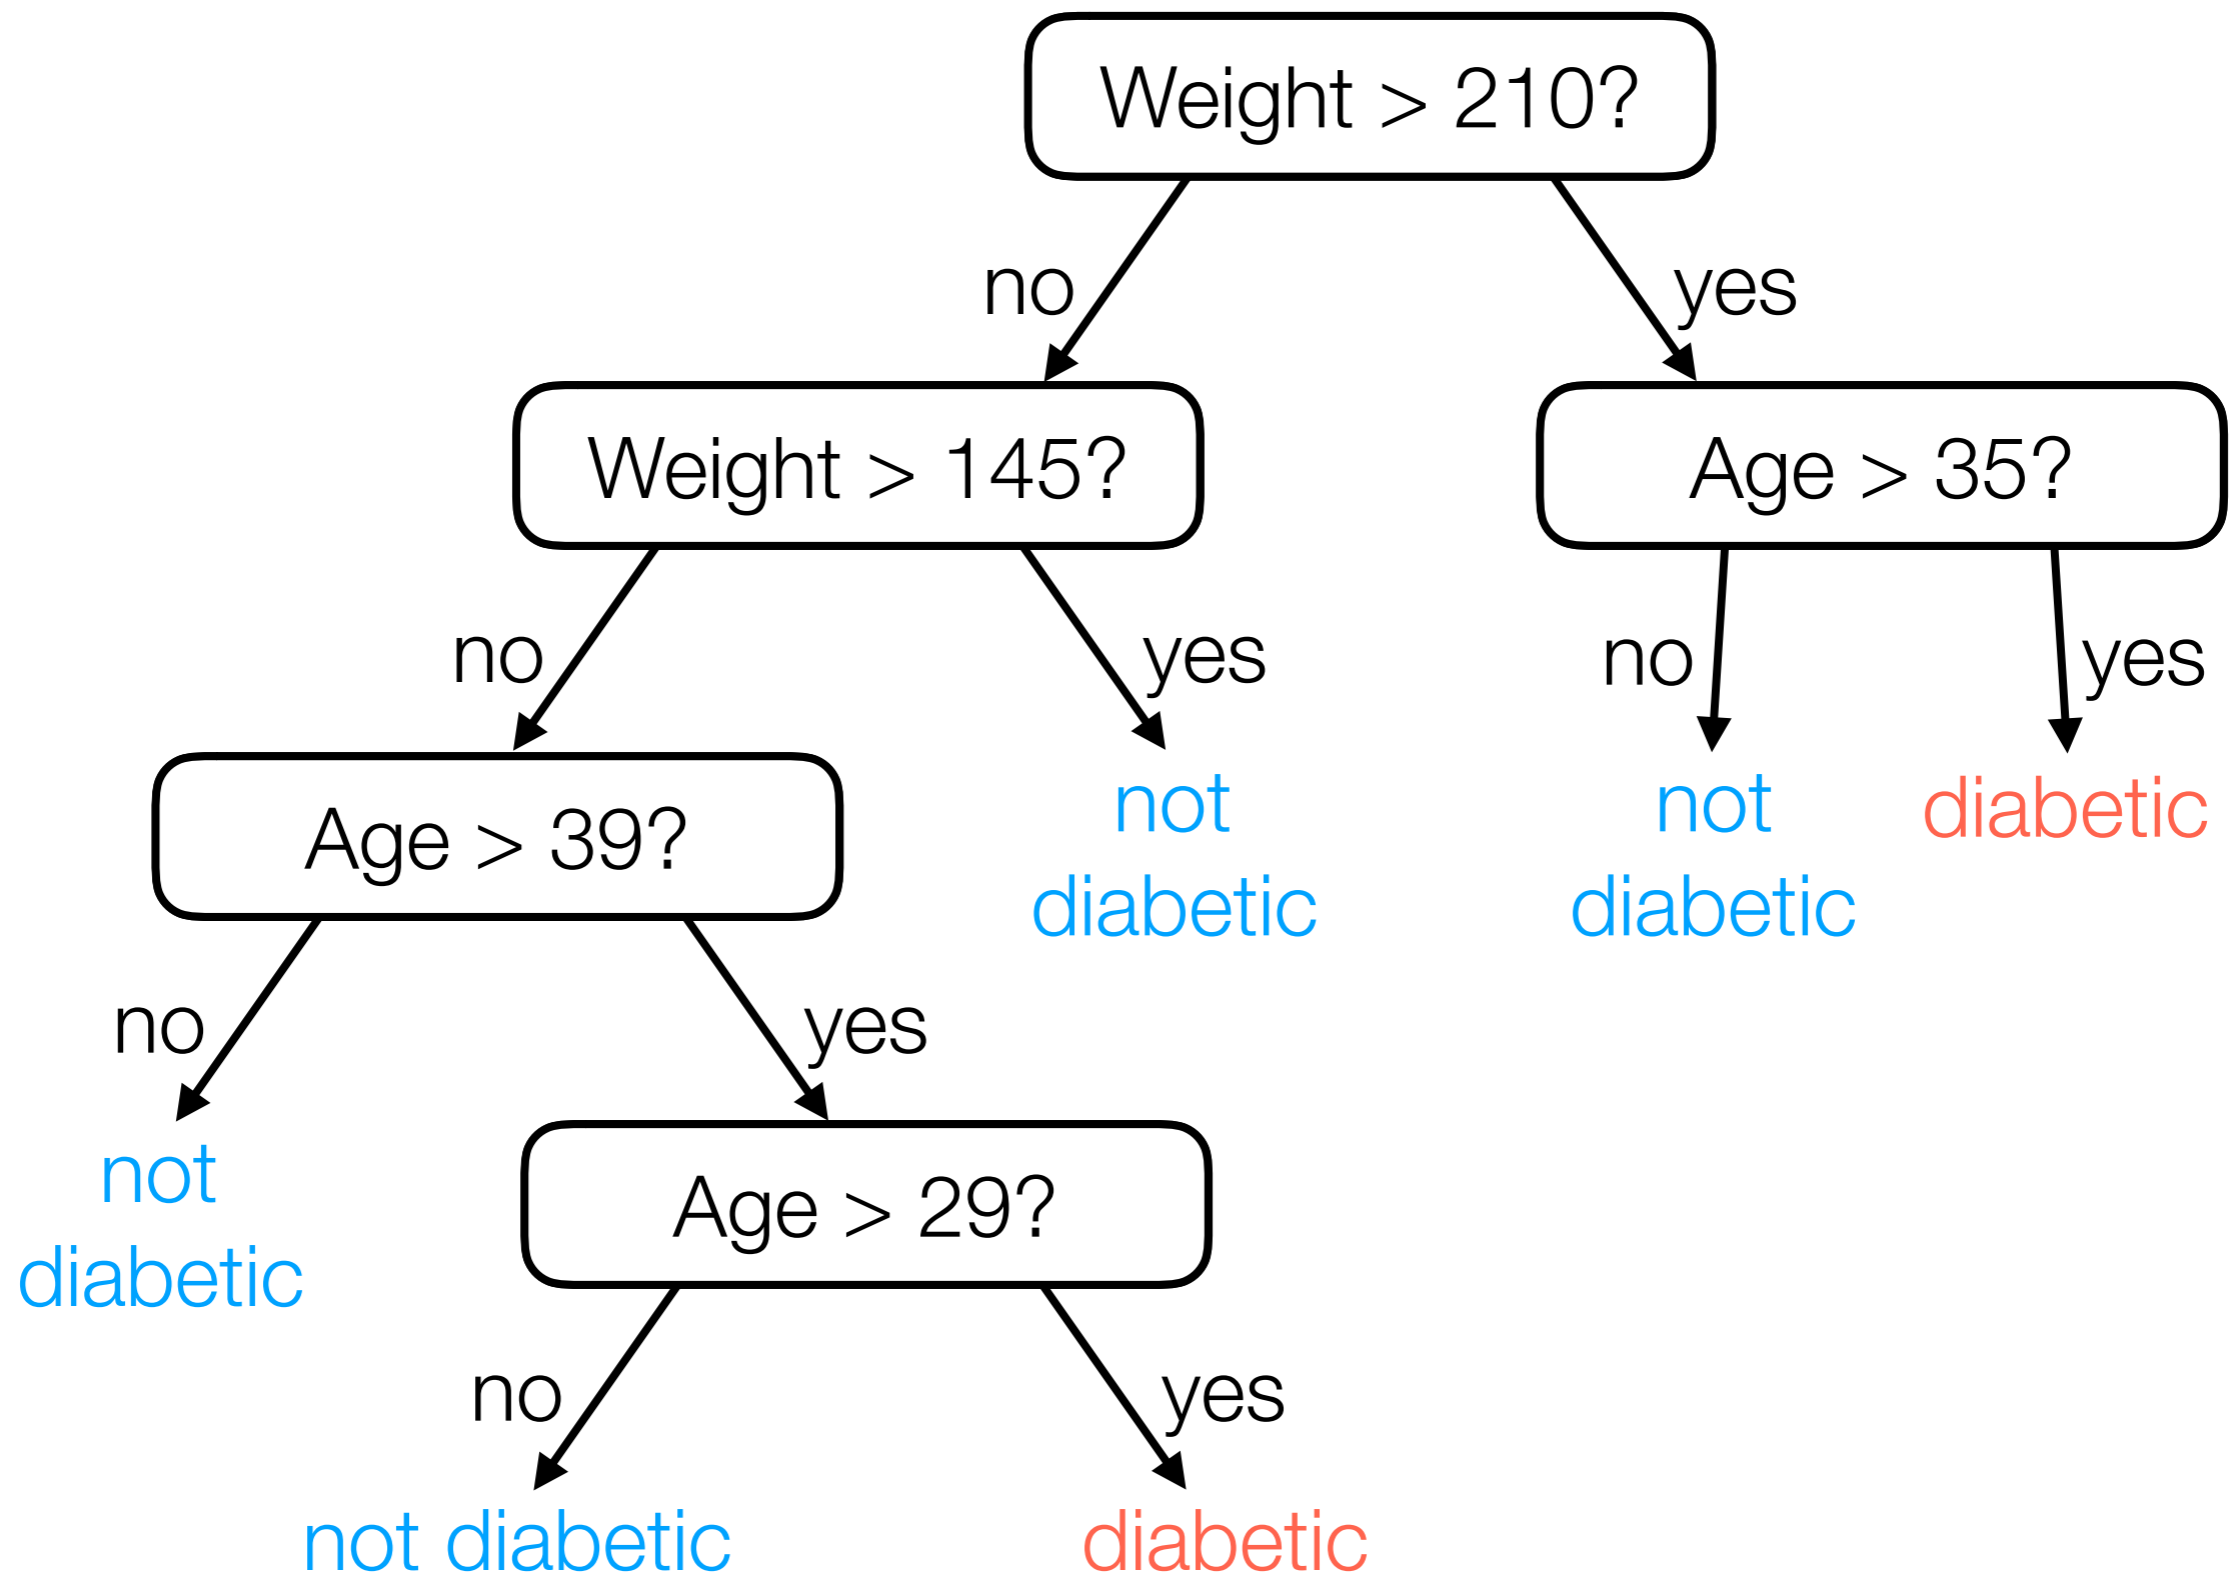 Weight > 210?
no
yes
Weight > 145?
Age > 35?
no
yes
no
yes
Age > 39?
not
diabetic
not
diabetic
diabetic
no
yes
not
diabetic
Age > 29?
no
yes
not diabetic
diabetic